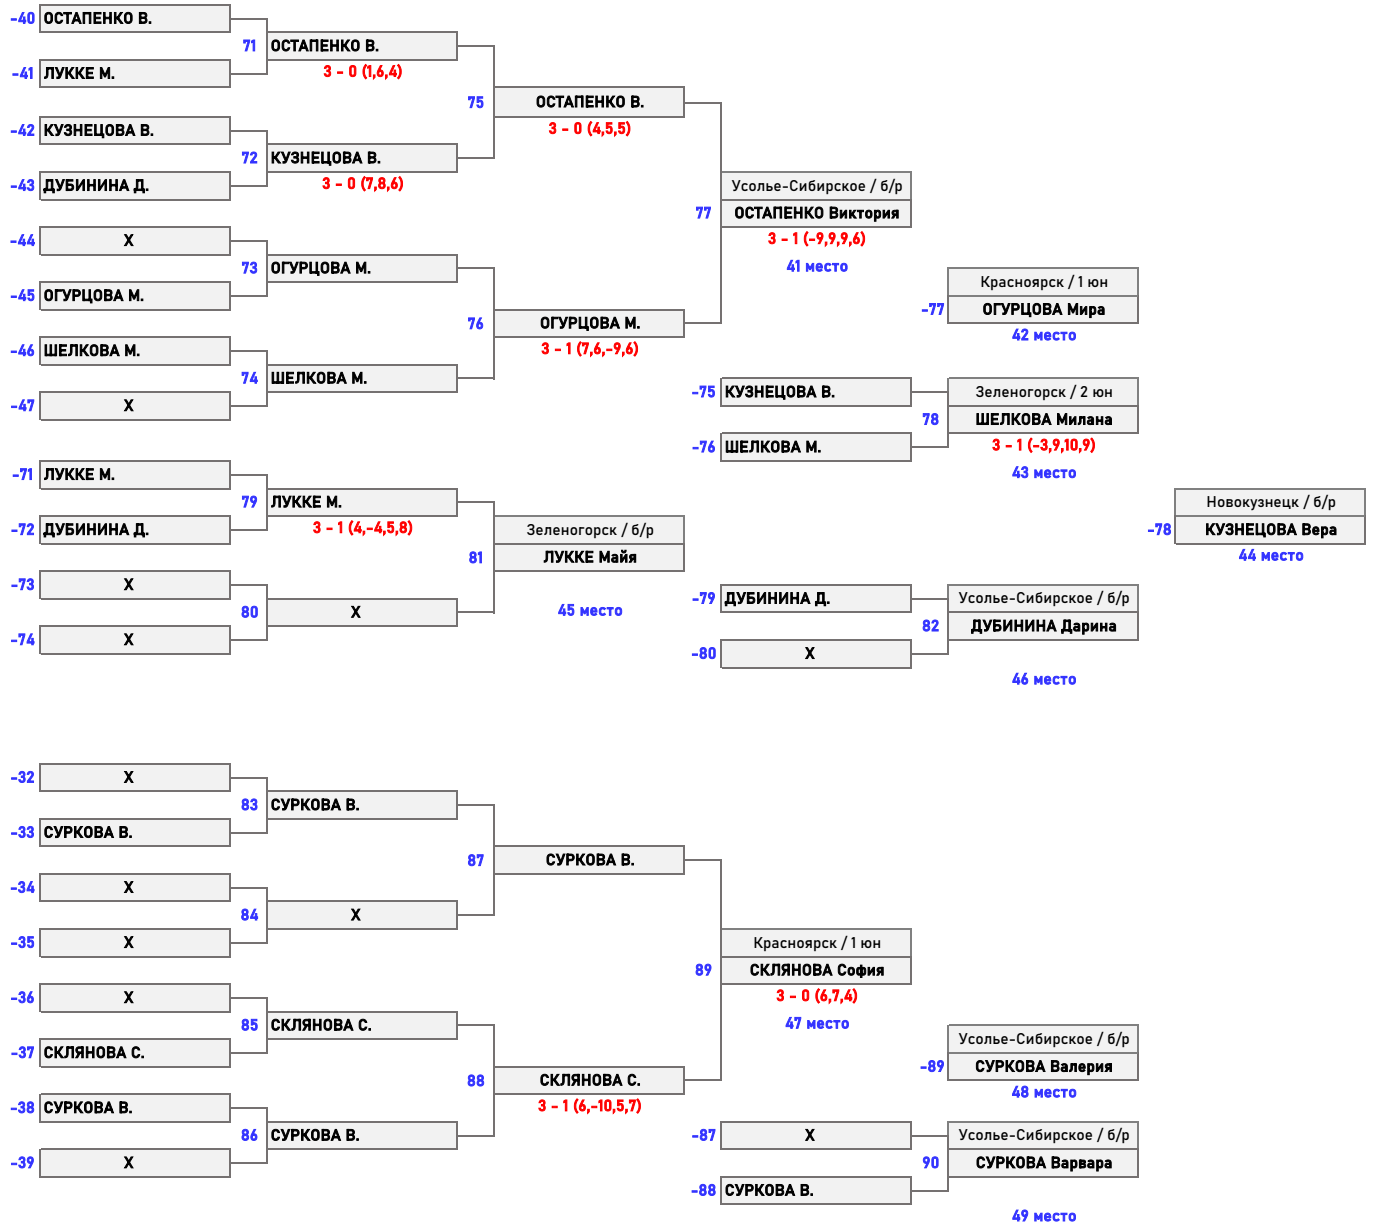 -40 ОСТАПЕНКО В.
71 ОСТАПЕНКО В.
-41 ЛУККЕ М.
3 - 0 (1,6,4)
75 ОСТАПЕНКО В.
3 - 0 (4,5,5)
-42 КУЗНЕЦОВА В.
72 КУЗНЕЦОВА В.
-43 ДУБИНИНА Д.
3 - 0 (7,8,6)
Усолье-Сибирское / б/р
77 ОСТАПЕНКО Виктория
3 - 1 (-9,9,9,6)
41 место
-44 X
73 ОГУРЦОВА М.
-45 ОГУРЦОВА М.
Красноярск / 1 юн
-77 ОГУРЦОВА Мира
42 место
76 ОГУРЦОВА М.
3 - 1 (7,6,-9,6)
-46 ШЕЛКОВА М.
74 ШЕЛКОВА М.
-47 X
-75 КУЗНЕЦОВА В.
Зеленогорск / 2 юн
78 ШЕЛКОВА Милана
-76 ШЕЛКОВА М.
3 - 1 (-3,9,10,9)
43 место
-71 ЛУККЕ М.
79 ЛУККЕ М.
-72 ДУБИНИНА Д.
3 - 1 (4,-4,5,8)
Зеленогорск / б/р
81 ЛУККЕ Майя
45 место
Новокузнецк / б/р
-78 КУЗНЕЦОВА Вера
44 место
-73 X
80 X
-74 X
-79 ДУБИНИНА Д.
Усолье-Сибирское / б/р
82 ДУБИНИНА Дарина
-80 X
46 место
-32 X
83 СУРКОВА В.
-33 СУРКОВА В.
87 СУРКОВА В.
-34 X
84 X
-35 X
Красноярск / 1 юн
89 СКЛЯНОВА София
3 - 0 (6,7,4)
47 место
-36 X
85 СКЛЯНОВА С.
-37 СКЛЯНОВА С.
Усолье-Сибирское / б/р
-89 СУРКОВА Валерия
48 место
88 СКЛЯНОВА С.
3 - 1 (6,-10,5,7)
-38 СУРКОВА В.
86 СУРКОВА В.
-39 X
-87 X
Усолье-Сибирское / б/р
90 СУРКОВА Варвара
-88 СУРКОВА В.
49 место